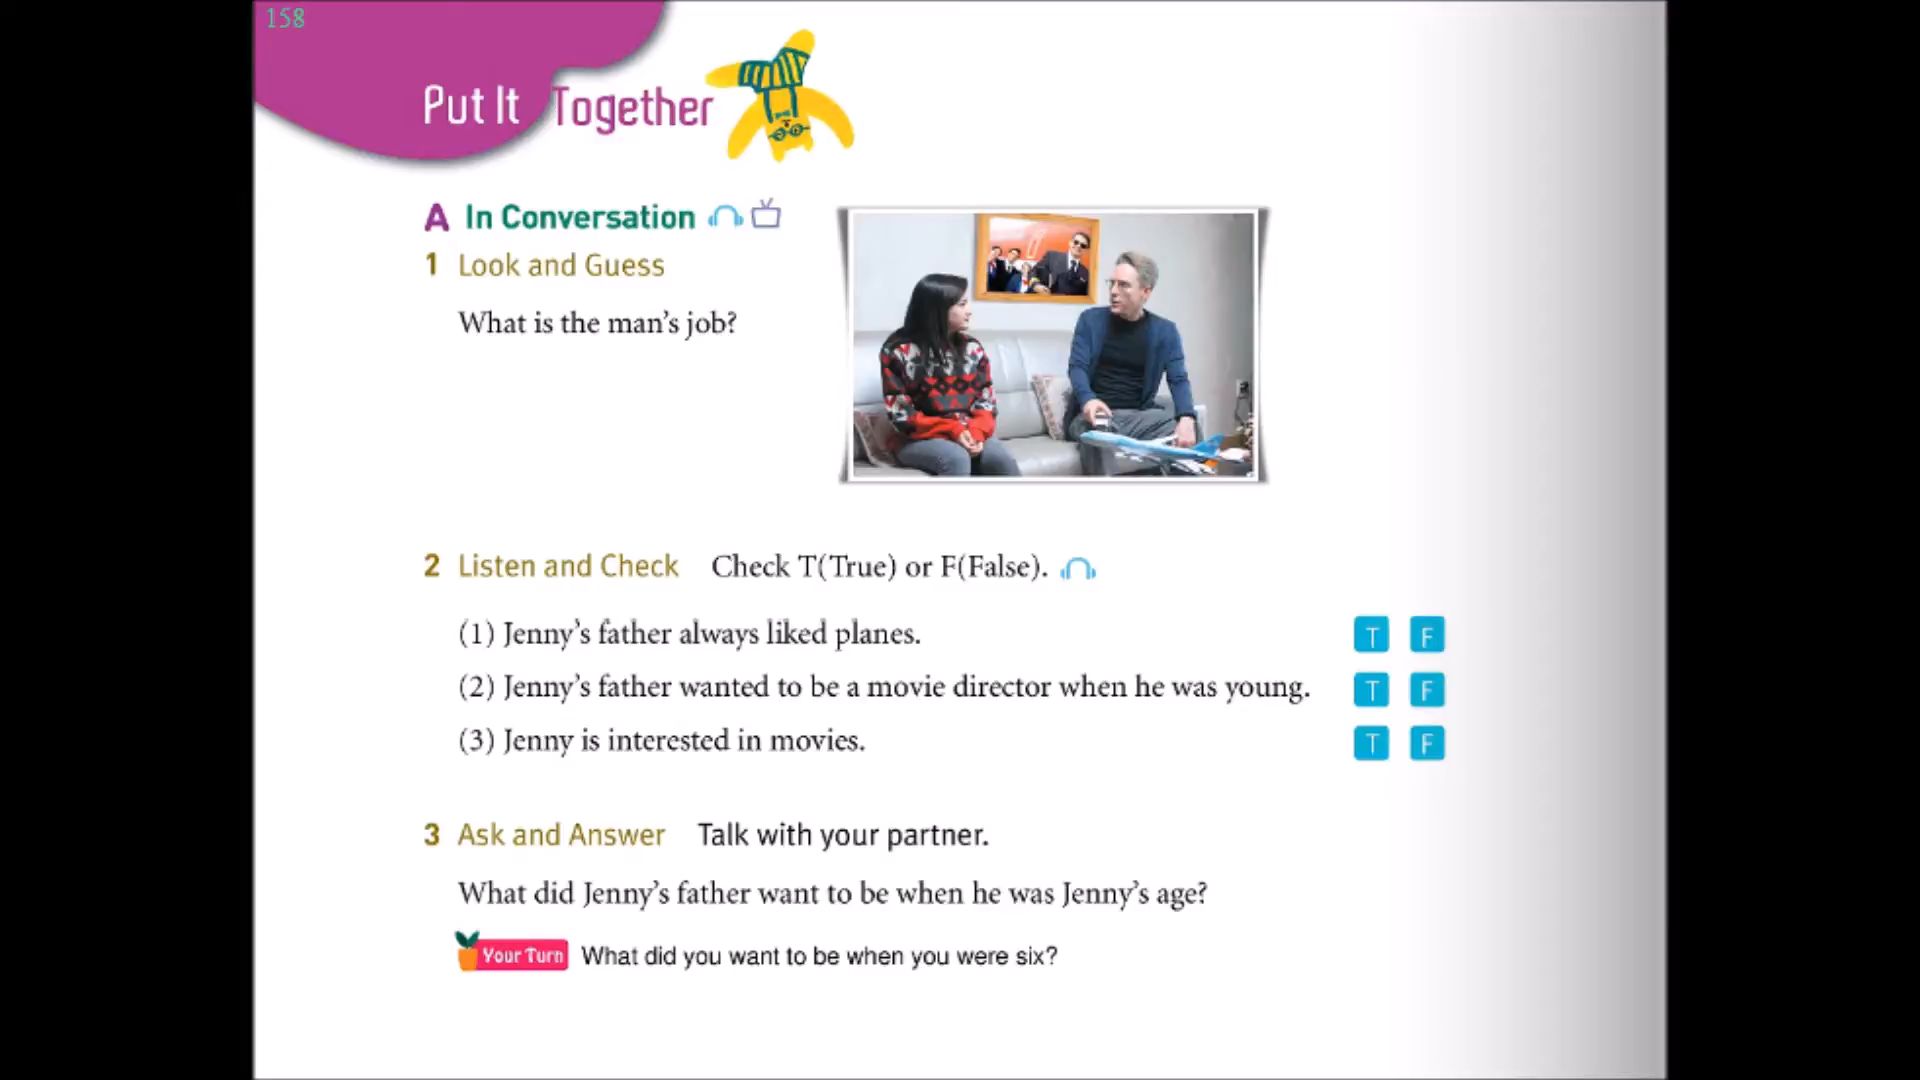 158
Put It Together
A In Conversation
1 Look and Guess
What is the man's job?
2 Listen and Check Check T(True) or F(False).
(1) Jenny's father always liked planes. T F
(2) Jenny's father wanted to be a movie director when he was young. T F
(3) Jenny is interested in movies. T F
3 Ask and Answer Talk with your partner.
What did Jenny's father want to be when he was Jenny's age?
Your Turn What did you want to be when you were six?